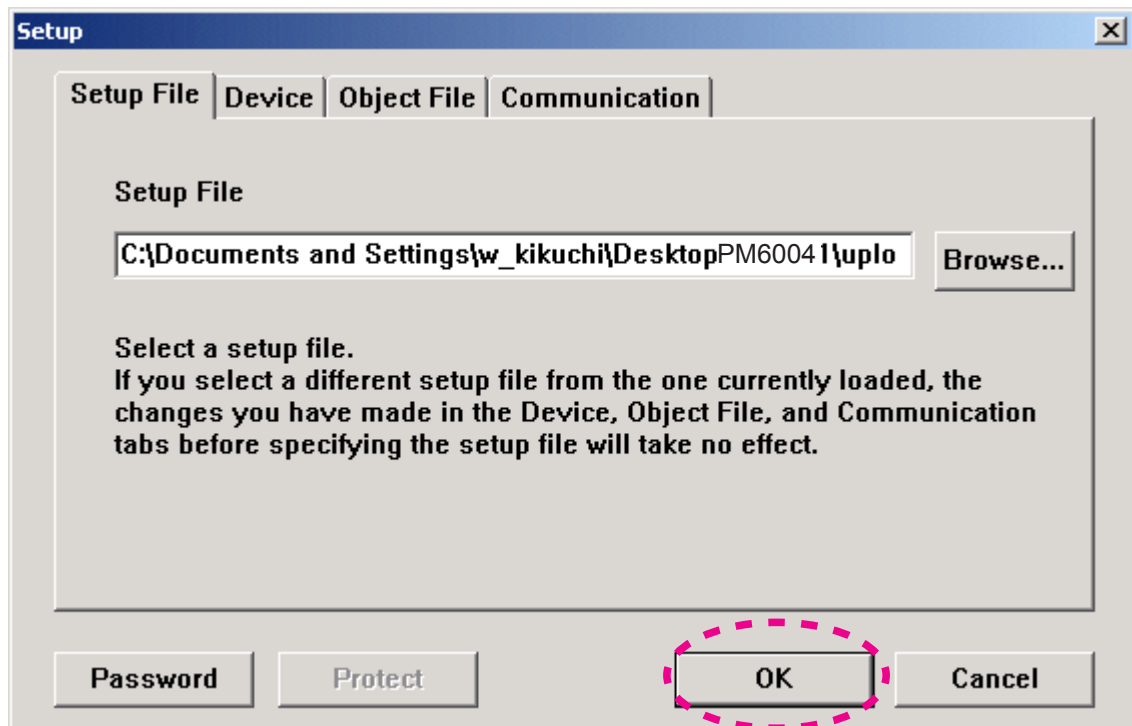 Setup
Setup File Device Object File Communication
Setup File
C:\Documents and Settings\w_kikuchi\DesktopPM60041\uplo
Browse...
Select a setup file.
If you select a different setup file from the one currently loaded, the
changes you have made in the Device, Object File, and Communication
tabs before specifying the setup file will take no effect.
Password Protect OK Cancel